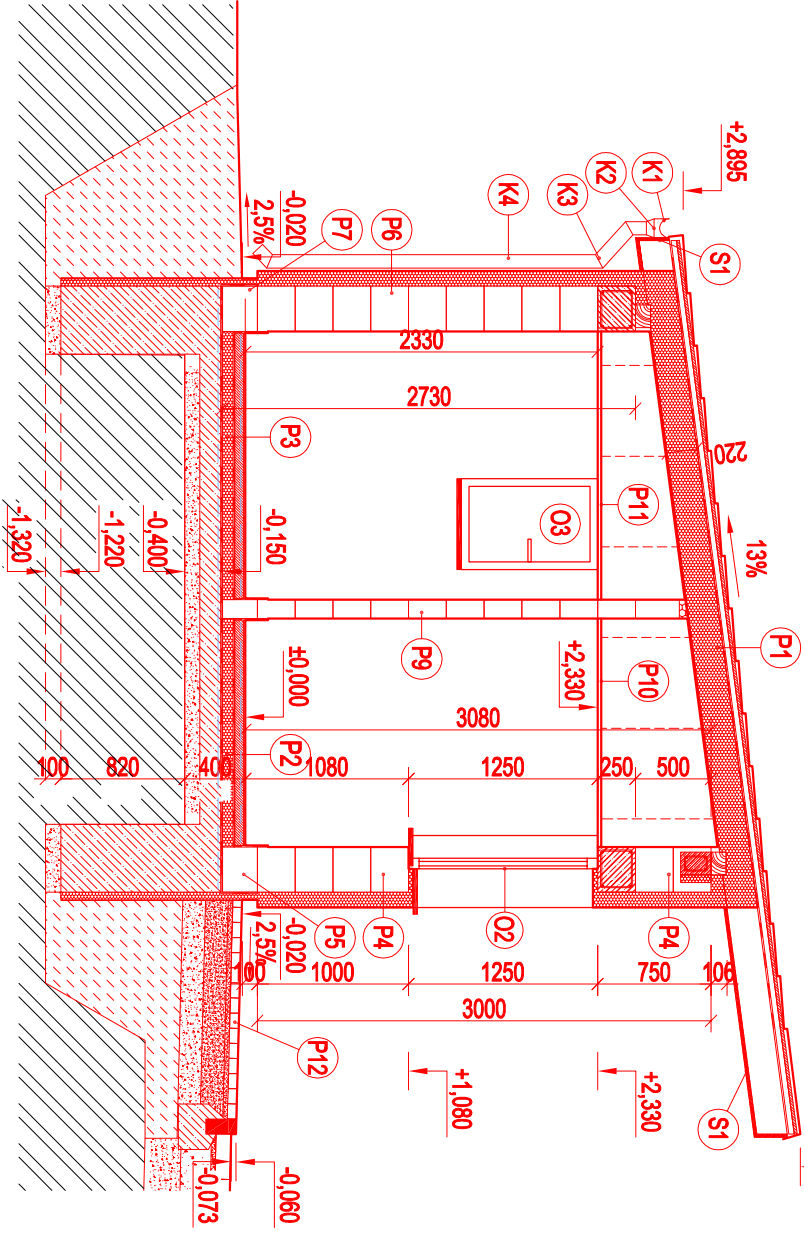 +2,895
K1
K2
K3
K4
S1
-0,020
2,5%
P7
P6
2330
2730
P3
220
P11
O3
13%
-0,150
-0,400
-1,220
-1,320
P1
P9
+2,330
P10
±0,000
3080
P2
100
820
400
1080
1250
250
500
O2
P4
P5
P4
-0,020
2,5%
100
1000
1250
750
106
3000
P12
+1,080
+2,330
S1
-0,060
-0,073